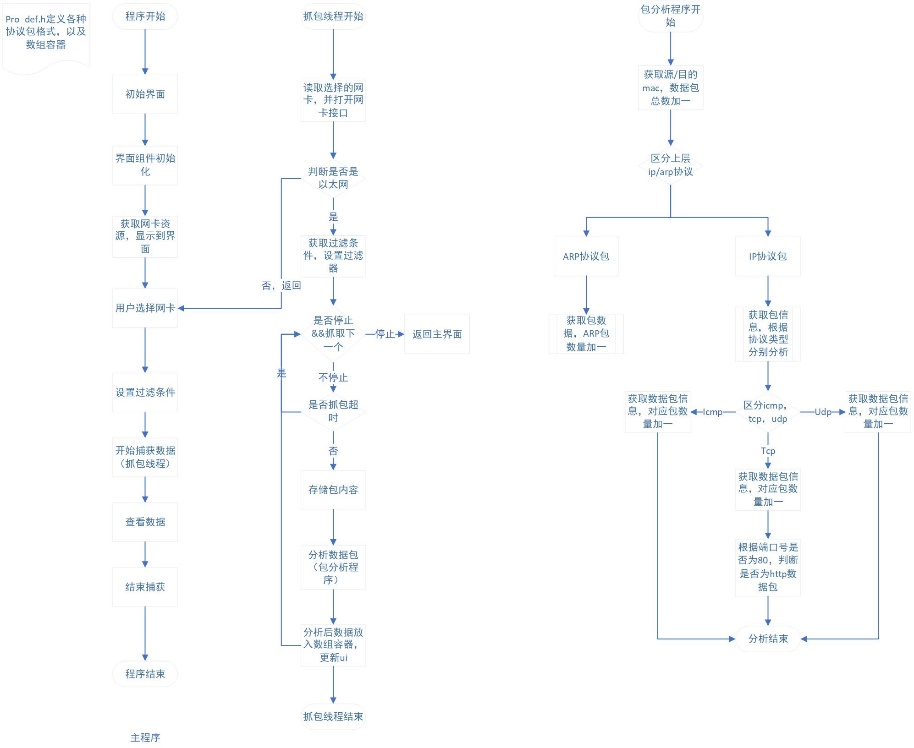 Pro def.h定义各种
协议包格式，以及
数组容器
程序开始
初始界面
界面组件初始
化
获取网卡资
源，显示到界
面
用户选择网卡
设置过滤条件
开始捕获数据
（抓包线程）
查看数据
结束捕获
程序结束
主程序
抓包线程开始
读取选择的网
卡，并打开网
卡接口
判断是否是
以太网
是
否，返回
获取过滤条
件，设置过滤
器
是否停止
&&抓取下
一个
停止
返回主界面
不停止
是
是否抓包超
时
否
存储包内容
分析数据包
（包分析程
序）
分析后数据放
入数组容器，
更新ui
抓包线程结束
包分析程序开
始
获取源/目的
mac，数据包
总数加一
区分上层
ip/arp协议
ARP协议包
获取包数
据，ARP包
数量加一
IP协议包
获取包信
息，根据
协议类型
分别分析
区分icmp，
tcp，udp
Icmp
获取数据包信
息，对应包数
量加一
Udp
获取数据包信
息，对应包数
量加一
Tcp
获取数据包信
息，对应包数
量加一
根据端口号是
否为80，判断
是否为http数
据包
分析结束